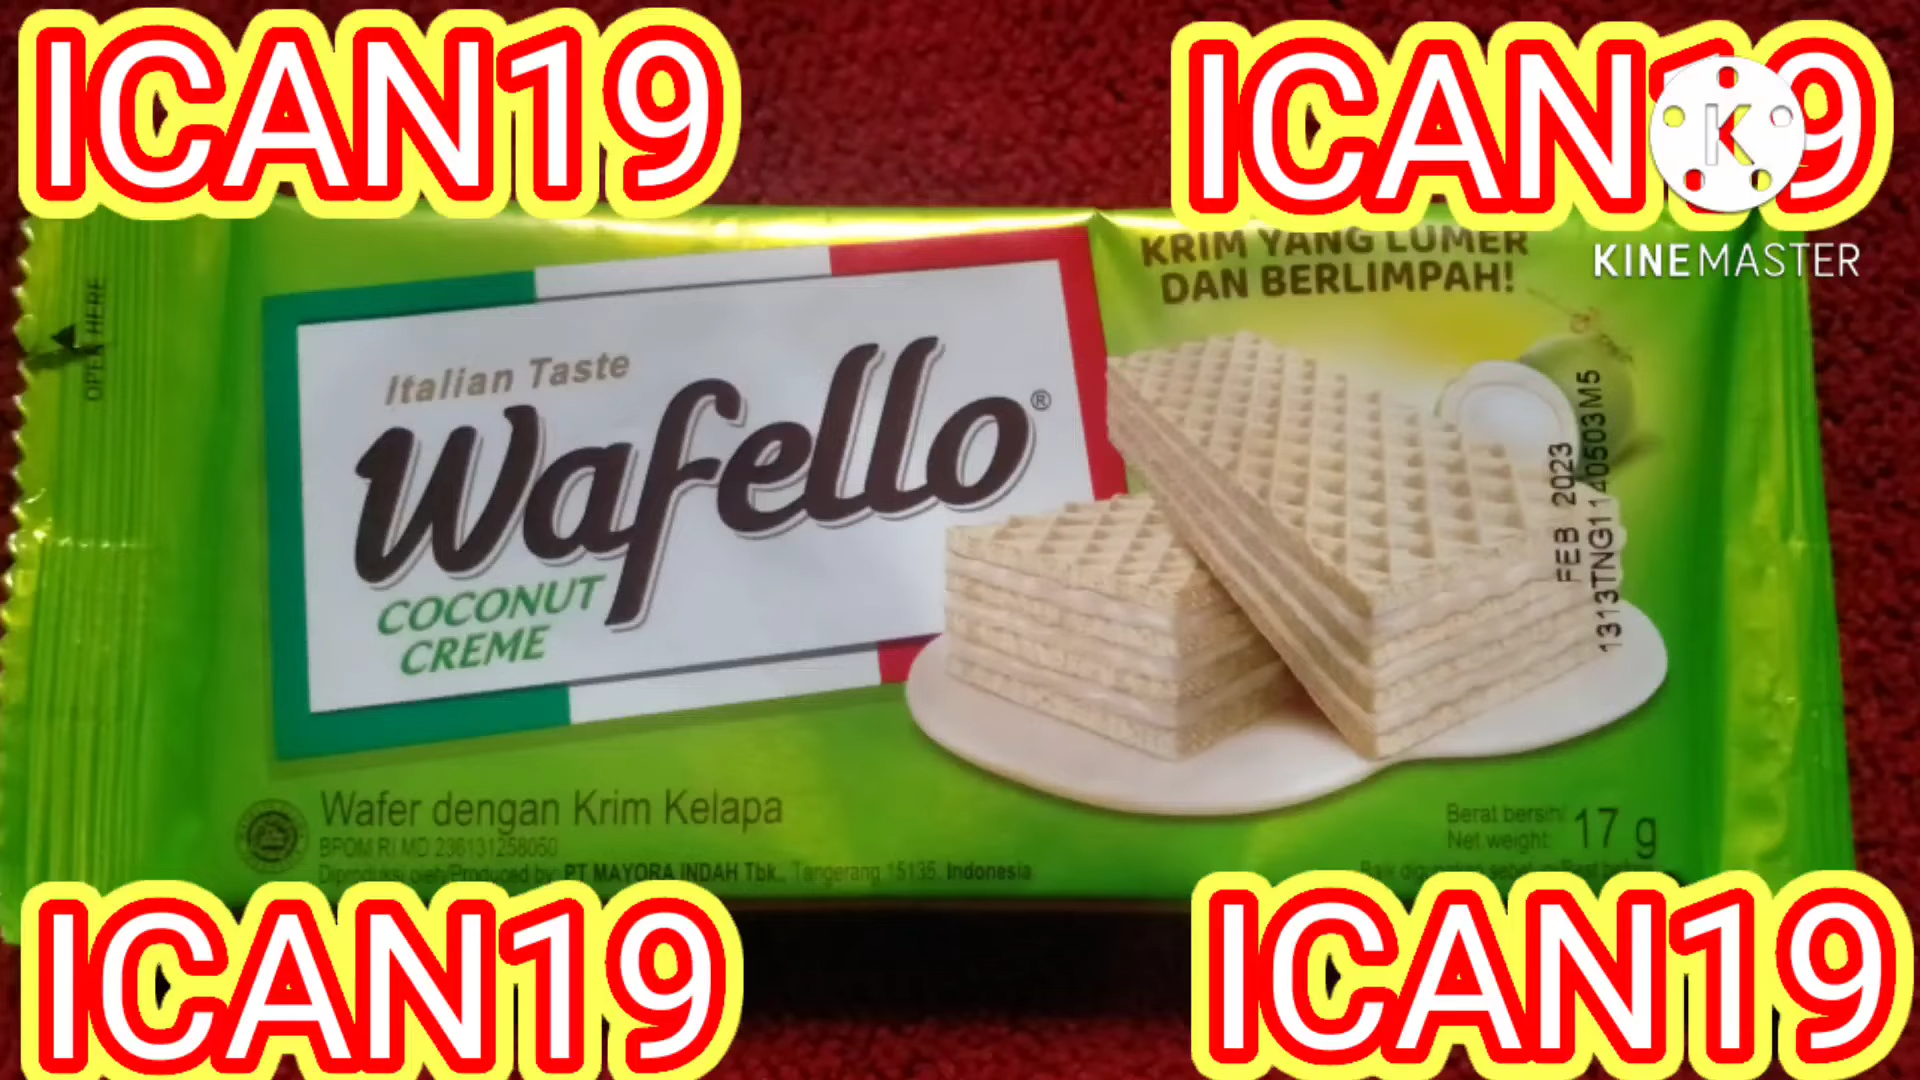 ICAN19
ICAN19
K
KINEMASTER
OPEN HERE
KRIM YANG LUMER
DAN BERLIMPAH!
Italian Taste
Wafello®
COCONUT
CREME
FEB 2023
1313TNG1140503M5
Wafer dengan Krim Kelapa
BPOM RI MD 236131258050
Diproduksi oleh/Produced by: PT MAYORA INDAH Tbk., Tangerang 15135, Indonesia
Berat bersih
Net weight: 17 g
ICAN19
ICAN19